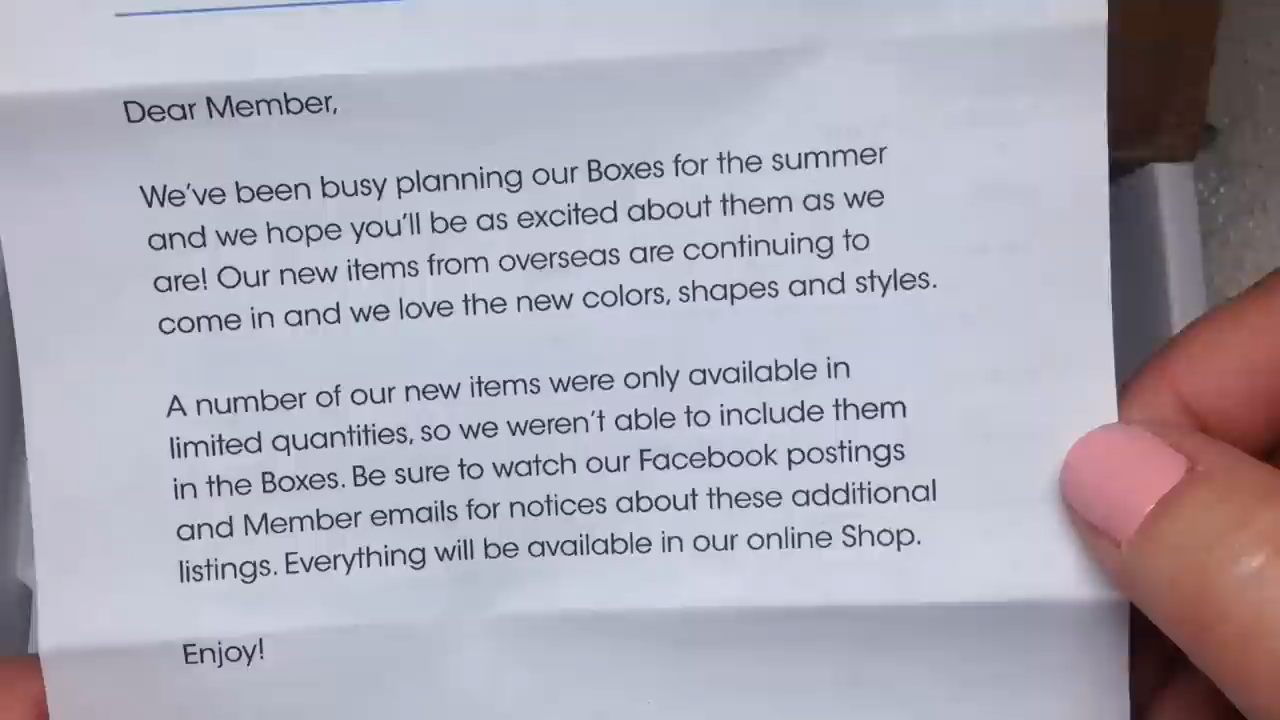 Dear Member,
We've been busy planning our Boxes for the summer
and we hope you'll be as excited about them as we
are! Our new items from overseas are continuing to
come in and we love the new colors, shapes and styles.
A number of our new items were only available in
limited quantities, so we weren't able to include them
in the Boxes. Be sure to watch our Facebook postings
and Member emails for notices about these additional
listings. Everything will be available in our online Shop.
Enjoy!